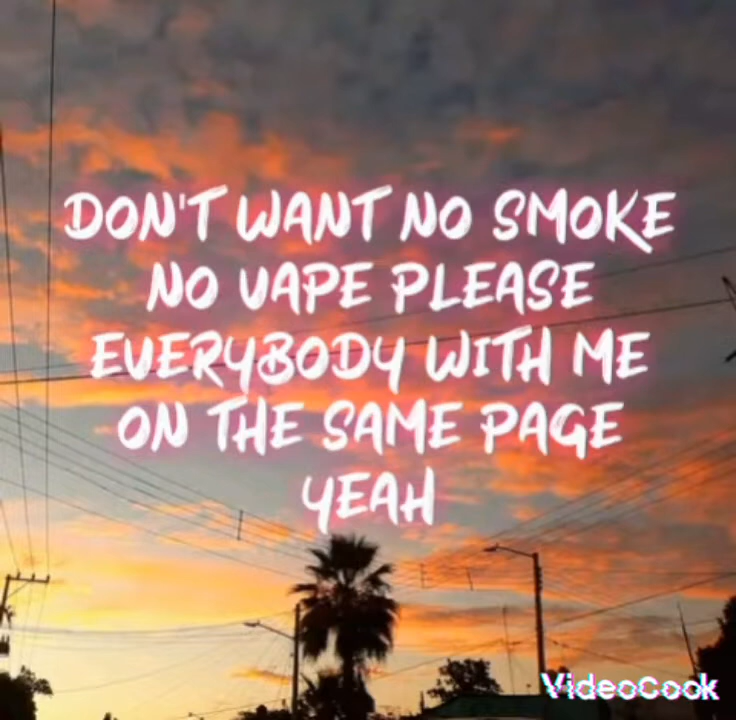 DON'T WANT NO SMOKE
NO VAPE PLEASE
EVERYBODY WITH ME
ON THE SAME PAGE
YEAH
VideoCook